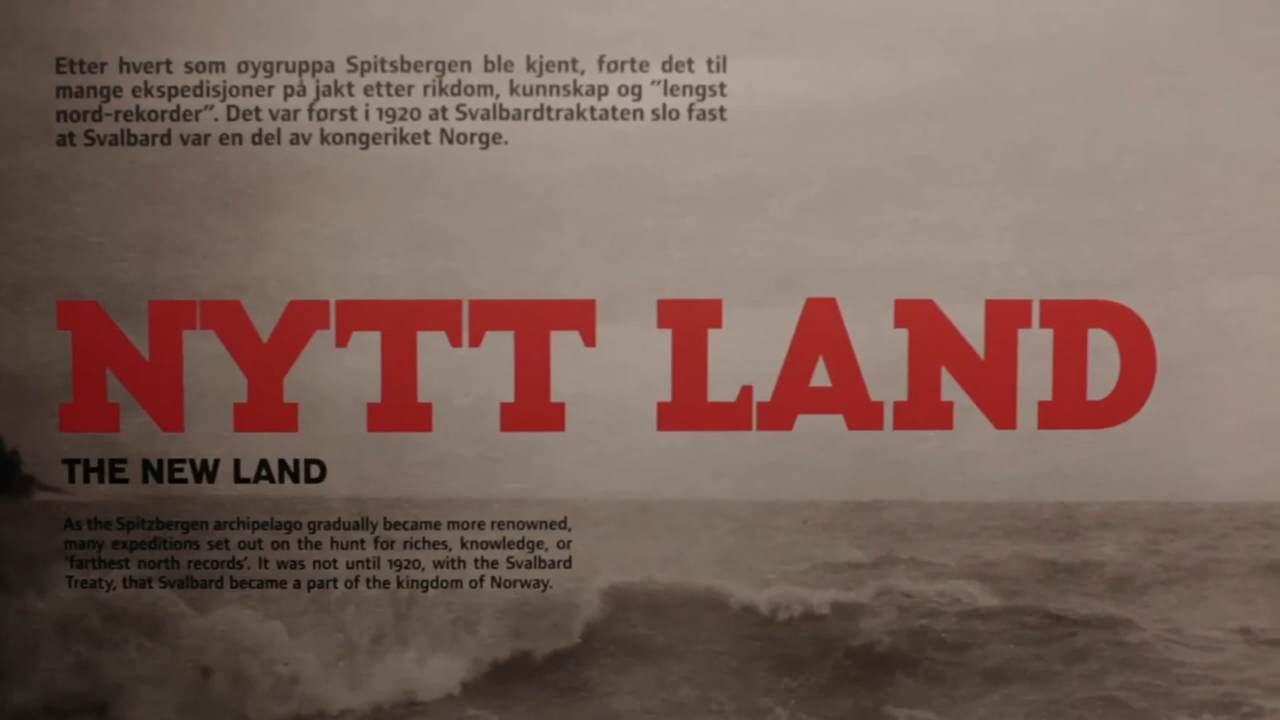 Etter hvert som øygruppa Spitsbergen ble kjent, førte det til
mange ekspedisjoner på jakt etter rikdom, kunnskap og ”lengst
nord-rekorder”. Det var først i 1920 at Svalbardtraktaten slo fast
at Svalbard var en del av kongeriket Norge.
NYTT LAND
THE NEW LAND
As the Spitzbergen archipelago gradually became more renowned,
many expeditions set out on the hunt for riches, knowledge, or
‘farthest north records’. It was not until 1920, with the Svalbard
Treaty, that Svalbard became a part of the kingdom of Norway.